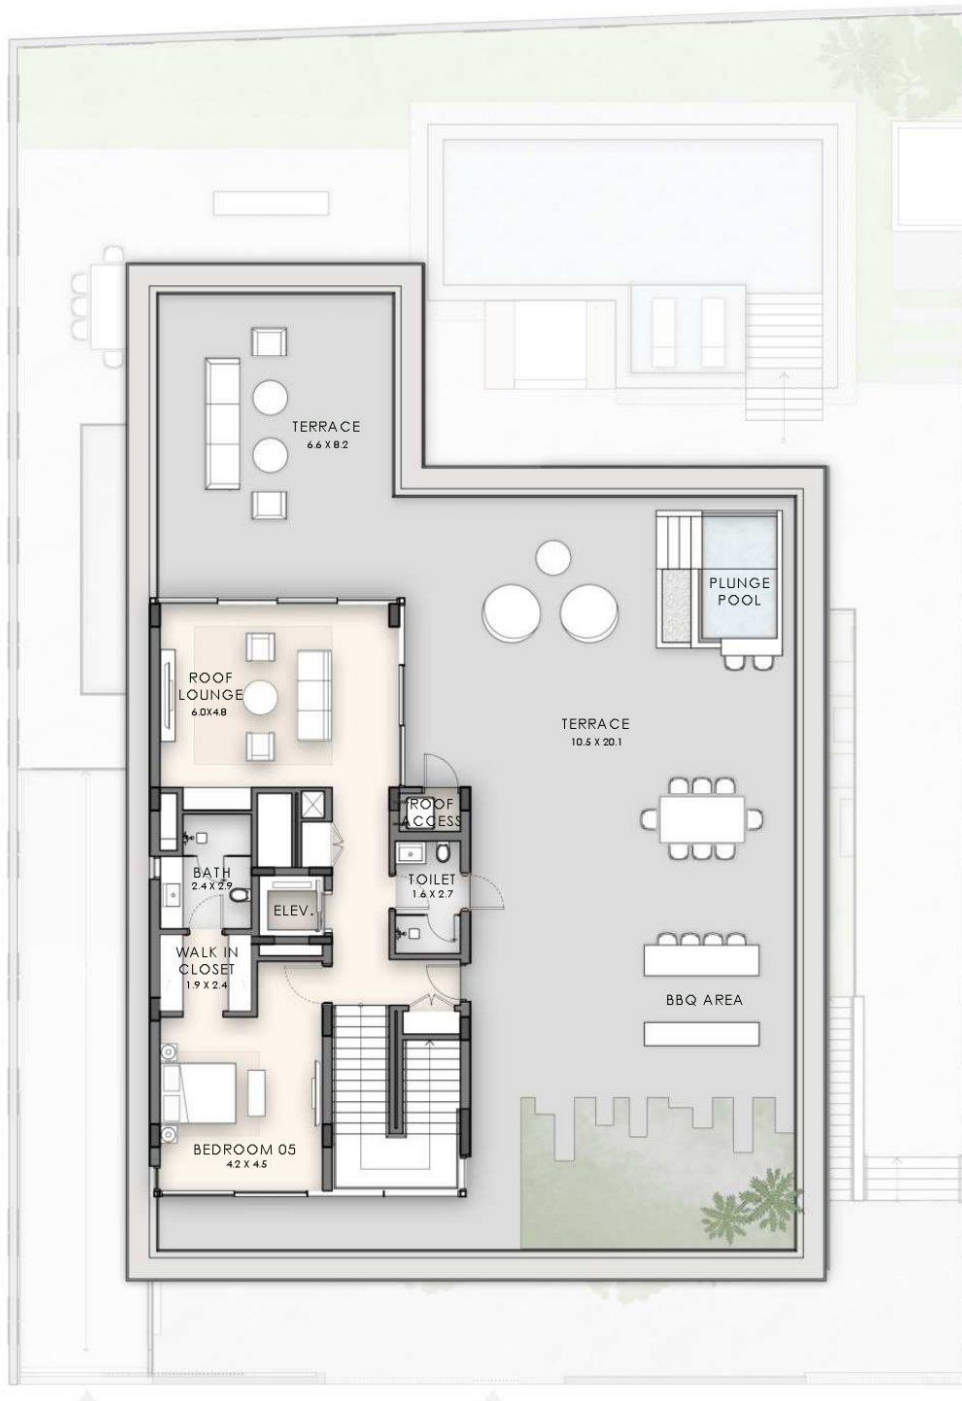 TERRACE
6.6 X 8.2
PLUNGE
POOL
ROOF
LOUNGE
6.0X4.8
TERRACE
10.5 X 20.1
ROOF
ACCESS
BATH
2.4 X 2.9
TOILET
1.6 X 2.7
ELEV.
WALK IN
CLOSET
1.9 X 2.4
BBQ AREA
BEDROOM 05
4.2 X 4.5